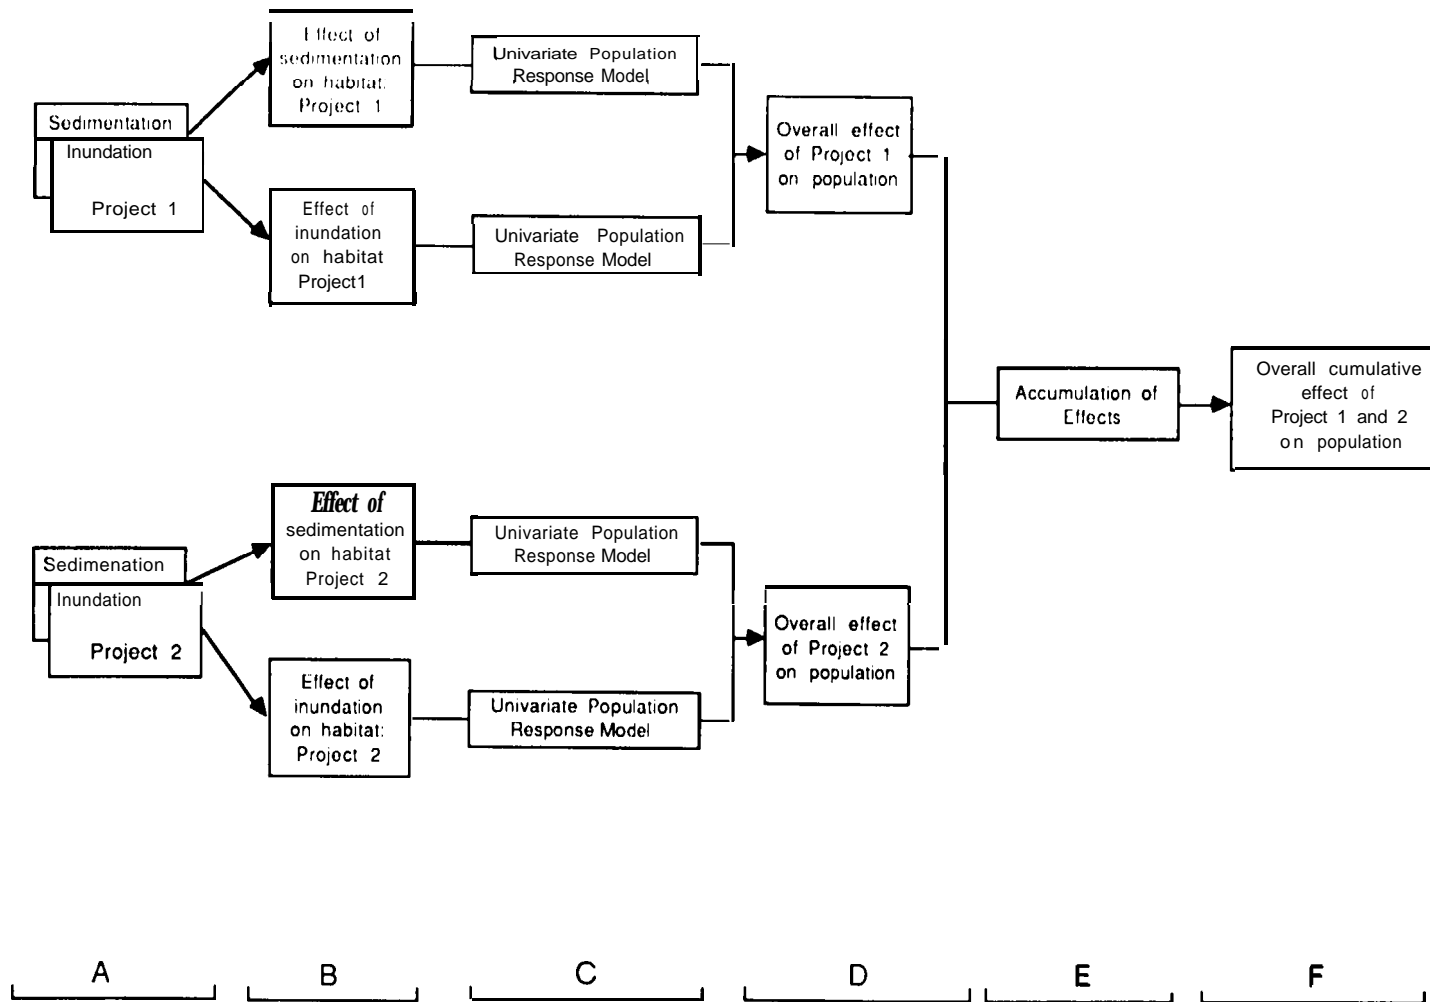 Effect of
sedimentation
on habitat:
Project 1
Univariate Population
Response Model
Sedimentation
Inundation
Project 1
Overall effect
of Project 1
on population
Effect of
inundation
on habitat
Project1
Univariate Population
Response Model
Accumulation of
Effects
Overall cumulative
effect of
Project 1 and 2
on population
Effect of
sedimentation
on habitat
Project 2
Univariate Population
Response Model
Sedimenation
Inundation
Project 2
Overall effect
of Project 2
on population
Effect of
inundation
on habitat:
Project 2
Univariate Population
Response Model
A B C D E F